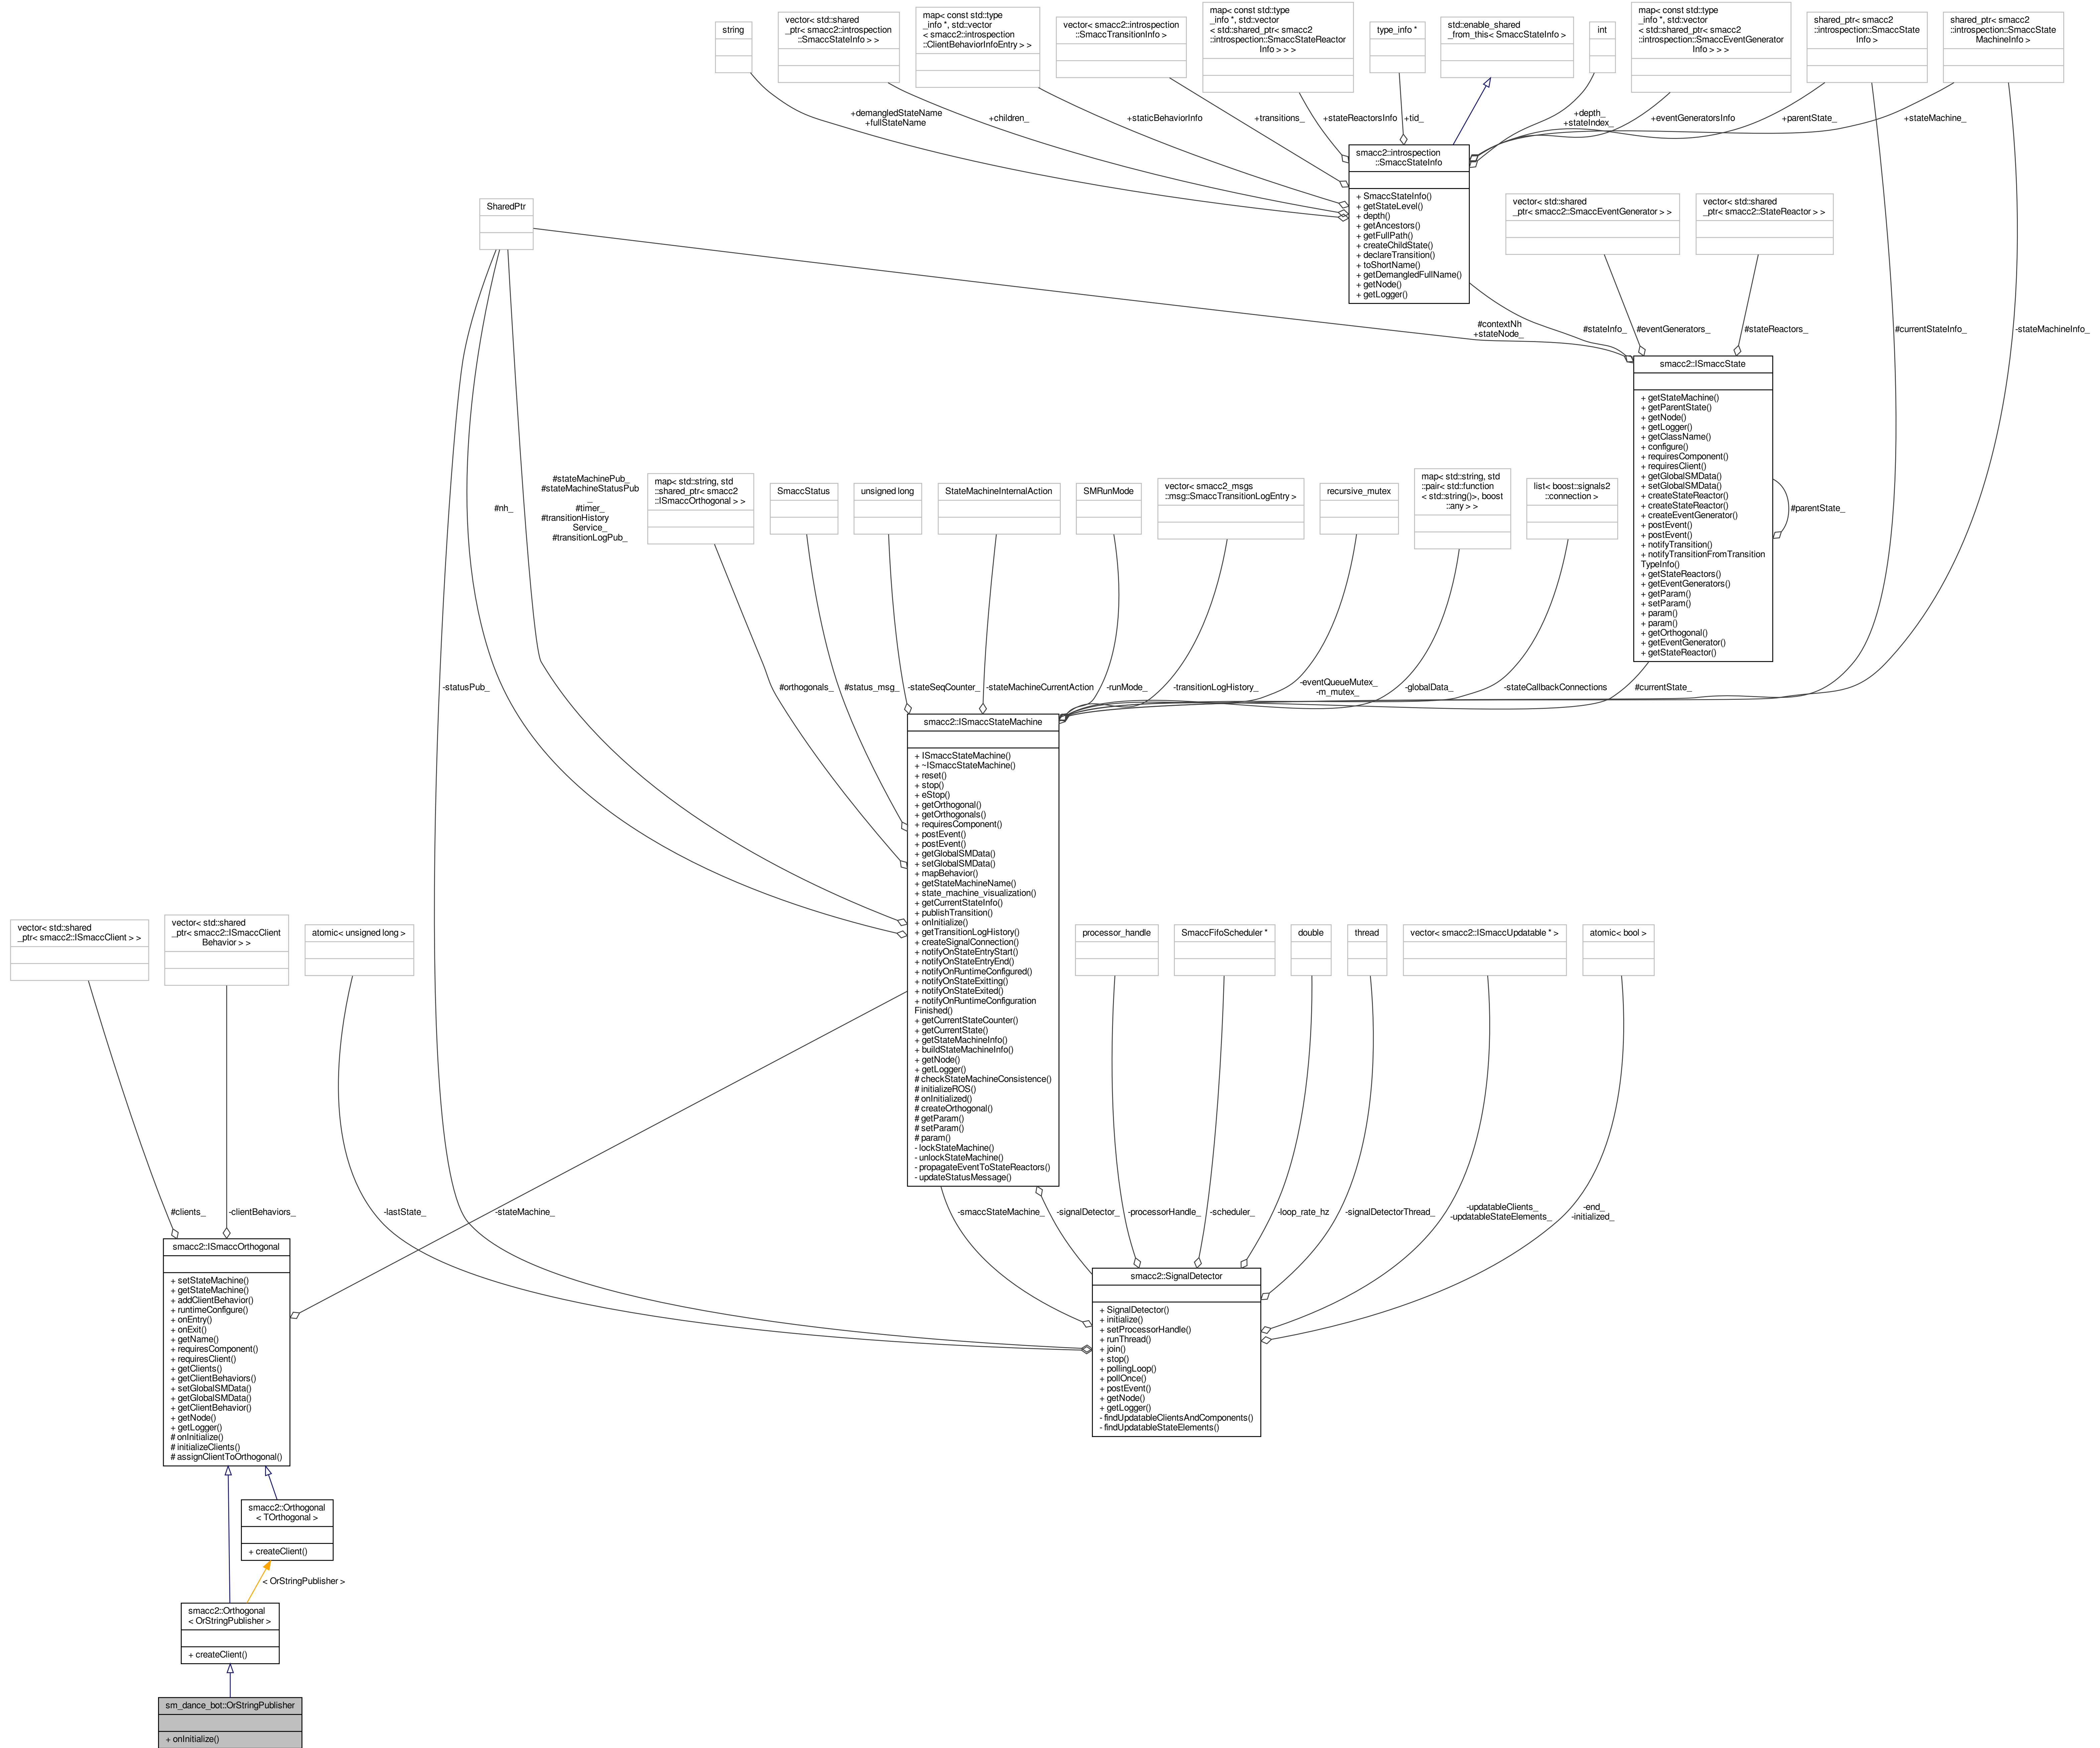 string
vector< std::shared
_ptr< smacc2::introspection
::SmaccStateInfo > >
map< const std::type
_info *, std::vector
< smacc2::introspection
::ClientBehaviorInfoEntry > >
vector< smacc2::introspection
::SmaccTransitionInfo >
map< const std::type
_info *, std::vector
< std::shared_ptr< smacc2
::introspection::SmaccStateReactor
Info > > >
type_info *
std::enable_shared
_from_this< SmaccStateInfo >
int
map< const std::type
_info *, std::vector
< std::shared_ptr< smacc2
::introspection::SmaccEventGenerator
Info > > >
shared_ptr< smacc2
::introspection::SmaccState
Info >
shared_ptr< smacc2
::introspection::SmaccState
MachineInfo >
+demangledStateName
+fullStateName
+children_
+staticBehaviorInfo
+transitions_
+stateReactorsInfo
+tid_
+depth_
+stateIndex_
+eventGeneratorsInfo
+parentState_
+stateMachine_
smacc2::introspection
::SmaccStateInfo
+ SmaccStateInfo()
+ getStateLevel()
+ depth()
+ getAncestors()
+ getFullPath()
+ createChildState()
+ declareTransition()
+ toShortName()
+ getDemangledFullName()
+ getNode()
+ getLogger()
SharedPtr
vector< std::shared
_ptr< smacc2::SmaccEventGenerator > >
vector< std::shared
_ptr< smacc2::StateReactor > >
#contextNh
+stateNode_
#stateInfo_
#eventGenerators_
#stateReactors_
#currentStateInfo_
-stateMachineInfo_
smacc2::ISmaccState
+ getStateMachine()
+ getParentState()
+ getNode()
+ getLogger()
+ getClassName()
+ configure()
+ requiresComponent()
+ requiresClient()
+ getGlobalSMData()
+ setGlobalSMData()
+ createStateReactor()
+ createStateReactor()
+ createEventGenerator()
+ postEvent()
+ postEvent()
+ notifyTransition()
+ notifyTransitionFromTransition
TypeInfo()
+ getStateReactors()
+ getEventGenerators()
+ getParam()
+ setParam()
+ param()
+ param()
+ getOrthogonal()
+ getEventGenerator()
+ getStateReactor()
#parentState_
#nh_
#stateMachinePub_
#stateMachineStatusPub
_
#timer_
#transitionHistory
Service_
#transitionLogPub_
map< std::string, std
::shared_ptr< smacc2
::ISmaccOrthogonal > >
SmaccStatus
unsigned long
StateMachineInternalAction
SMRunMode
vector< smacc2_msgs
::msg::SmaccTransitionLogEntry >
recursive_mutex
map< std::string, std
::pair< std::function
< std::string()>, boost
::any > >
list< boost::signals2
::connection >
-statusPub_
#orthogonals_
#status_msg_
-stateSeqCounter_
-stateMachineCurrentAction
-runMode_
-transitionLogHistory_
-eventQueueMutex_
-m_mutex_
-globalData_
-stateCallbackConnections
#currentState_
smacc2::ISmaccStateMachine
+ ISmaccStateMachine()
+ ~ISmaccStateMachine()
+ reset()
+ stop()
+ eStop()
+ getOrthogonal()
+ getOrthogonals()
+ requiresComponent()
+ postEvent()
+ postEvent()
+ getGlobalSMData()
+ setGlobalSMData()
+ mapBehavior()
+ getStateMachineName()
+ state_machine_visualization()
+ getCurrentStateInfo()
+ publishTransition()
+ onInitialize()
+ getTransitionLogHistory()
+ createSignalConnection()
+ notifyOnStateEntryStart()
+ notifyOnStateEntryEnd()
+ notifyOnRuntimeConfigured()
+ notifyOnStateExitting()
+ notifyOnStateExited()
+ notifyOnRuntimeConfiguration
Finished()
+ getCurrentStateCounter()
+ getCurrentState()
+ getStateMachineInfo()
+ buildStateMachineInfo()
+ getNode()
+ getLogger()
# checkStateMachineConsistence()
# initializeROS()
# onInitialized()
# createOrthogonal()
# getParam()
# setParam()
# param()
- lockStateMachine()
- unlockStateMachine()
- propagateEventToStateReactors()
- updateStatusMessage()
vector< std::shared
_ptr< smacc2::ISmaccClient > >
vector< std::shared
_ptr< smacc2::ISmaccClient
Behavior > >
atomic< unsigned long >
processor_handle
SmaccFifoScheduler *
double
thread
vector< smacc2::ISmaccUpdatable * >
atomic< bool >
#clients_
-clientBehaviors_
-lastState_
-stateMachine_
-smaccStateMachine_
-signalDetector_
-processorHandle_
-scheduler_
-loop_rate_hz
-signalDetectorThread_
-updatableClients_
-updatableStateElements_
-end_
-initialized_
smacc2::ISmaccOrthogonal
+ setStateMachine()
+ getStateMachine()
+ addClientBehavior()
+ runtimeConfigure()
+ onEntry()
+ onExit()
+ getName()
+ requiresComponent()
+ requiresClient()
+ getClients()
+ getClientBehaviors()
+ setGlobalSMData()
+ getGlobalSMData()
+ getClientBehavior()
+ getNode()
+ getLogger()
# onInitialize()
# initializeClients()
# assignClientToOrthogonal()
smacc2::SignalDetector
+ SignalDetector()
+ initialize()
+ setProcessorHandle()
+ runThread()
+ join()
+ stop()
+ pollingLoop()
+ pollOnce()
+ postEvent()
+ getNode()
+ getLogger()
- findUpdatableClientsAndComponents()
- findUpdatableStateElements()
smacc2::Orthogonal
< TOrthogonal >
+ createClient()
< OrStringPublisher >
smacc2::Orthogonal
< OrStringPublisher >
+ createClient()
sm_dance_bot::OrStringPublisher
+ onInitialize()